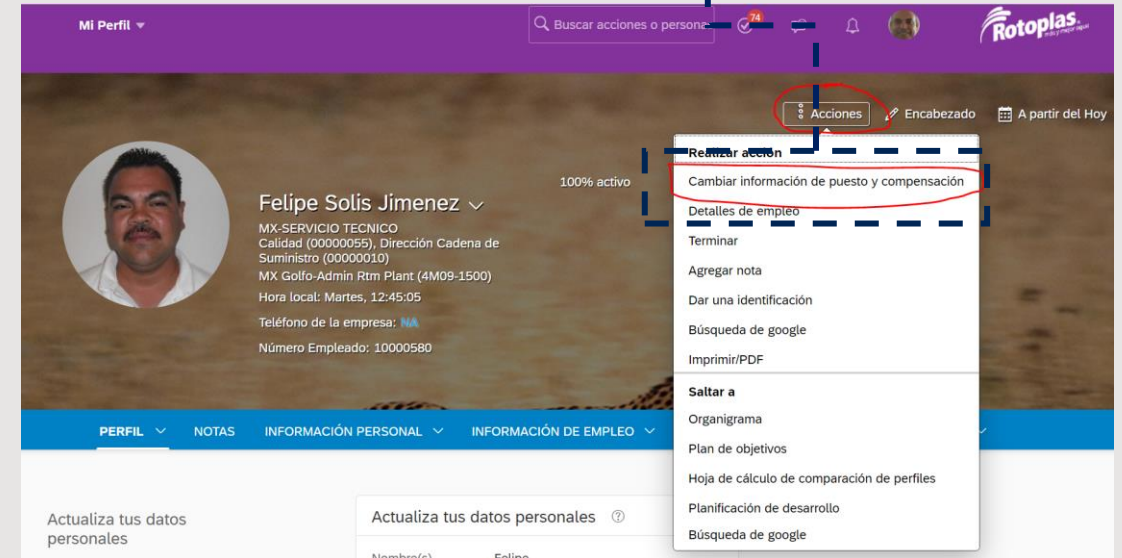 Mi Perfil
Buscar acciones o persona
74
Rotoplas
Acciones
Encabezado
A partir del Hoy
Realizar acción
Cambiar información de puesto y compensación
Detalles de empleo
Terminar
Agregar nota
Dar una identificación
Búsqueda de google
Imprimir/PDF
Saltar a
Organigrama
Plan de objetivos
Hoja de cálculo de comparación de perfiles
Planificación de desarrollo
Búsqueda de google
100% activo
Felipe Solis Jimenez
MX-SERVICIO TECNICO
Calidad (00000055), Dirección Cadena de
Suministro (00000010)
MX Golfo-Admin Rtm Plant (4M09-1500)
Hora local: Martes, 12:45:05
Teléfono de la empresa: NA
Número Empleado: 10000580
PERFIL
NOTAS
INFORMACIÓN PERSONAL
INFORMACIÓN DE EMPLEO
Actualiza tus datos
personales
Actualiza tus datos personales
Nombre(s) Felipe